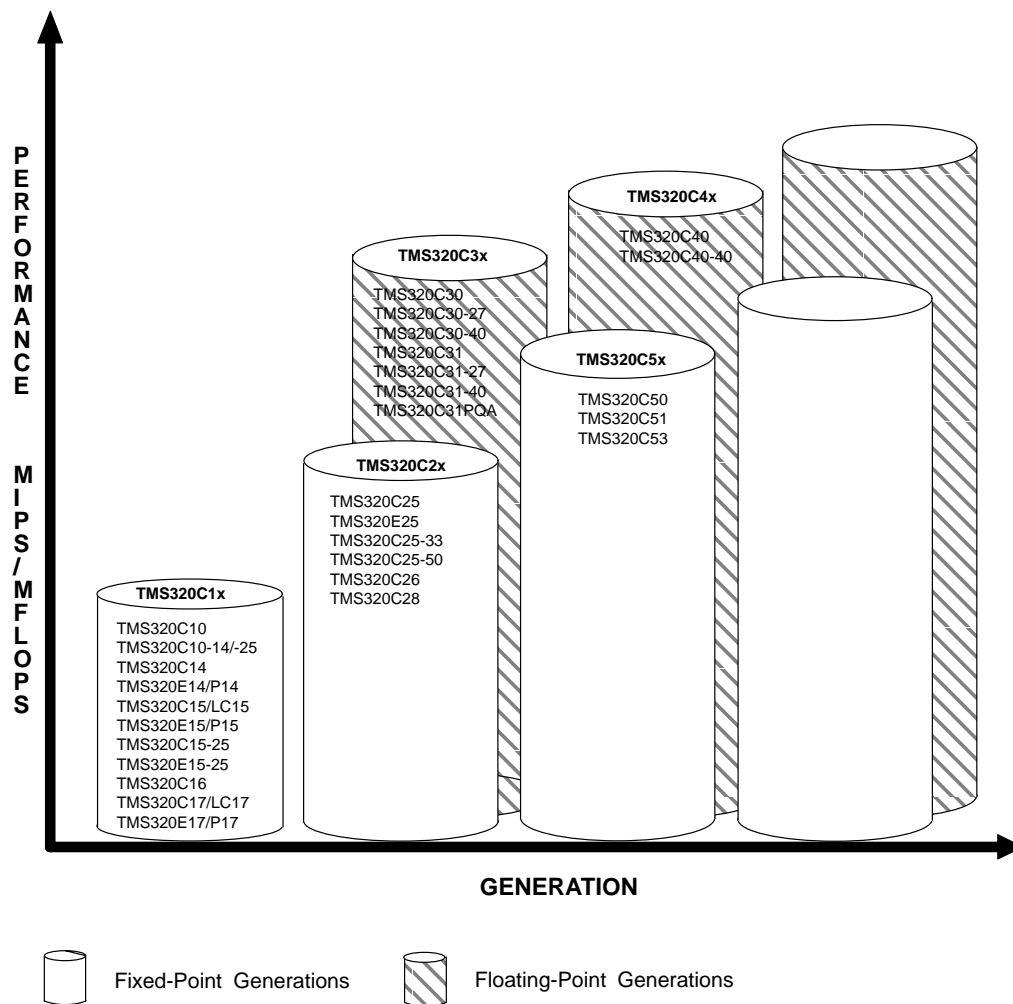 PERFORMANCE MIPS/MFLOPS
TMS320C1x
TMS320C10
TMS320C10-14/-25
TMS320C14
TMS320E14/P14
TMS320C15/LC15
TMS320E15/P15
TMS320C15-25
TMS320E15-25
TMS320C16
TMS320C17/LC17
TMS320E17/P17
TMS320C2x
TMS320C25
TMS320E25
TMS320C25-33
TMS320C25-50
TMS320C26
TMS320C28
TMS320C3x
TMS320C30
TMS320C30-27
TMS320C30-40
TMS320C31
TMS320C31-27
TMS320C31-40
TMS320C31PQA
TMS320C5x
TMS320C50
TMS320C51
TMS320C53
TMS320C4x
TMS320C40
TMS320C40-40
GENERATION
Fixed-Point Generations
Floating-Point Generations